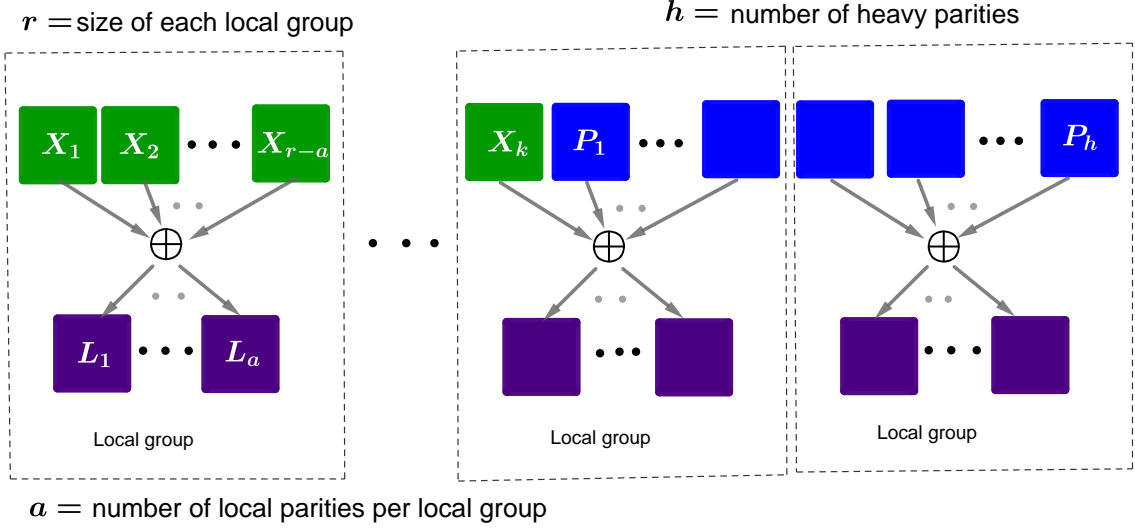 r = size of each local group
h = number of heavy parities
X₁ X₂ ••• Xᵣ₋ₐ
Xₖ P₁ •••
••• Pₕ
• • •
L₁ ••• Lₐ
•••
•••
Local group
Local group
Local group
a = number of local parities per local group